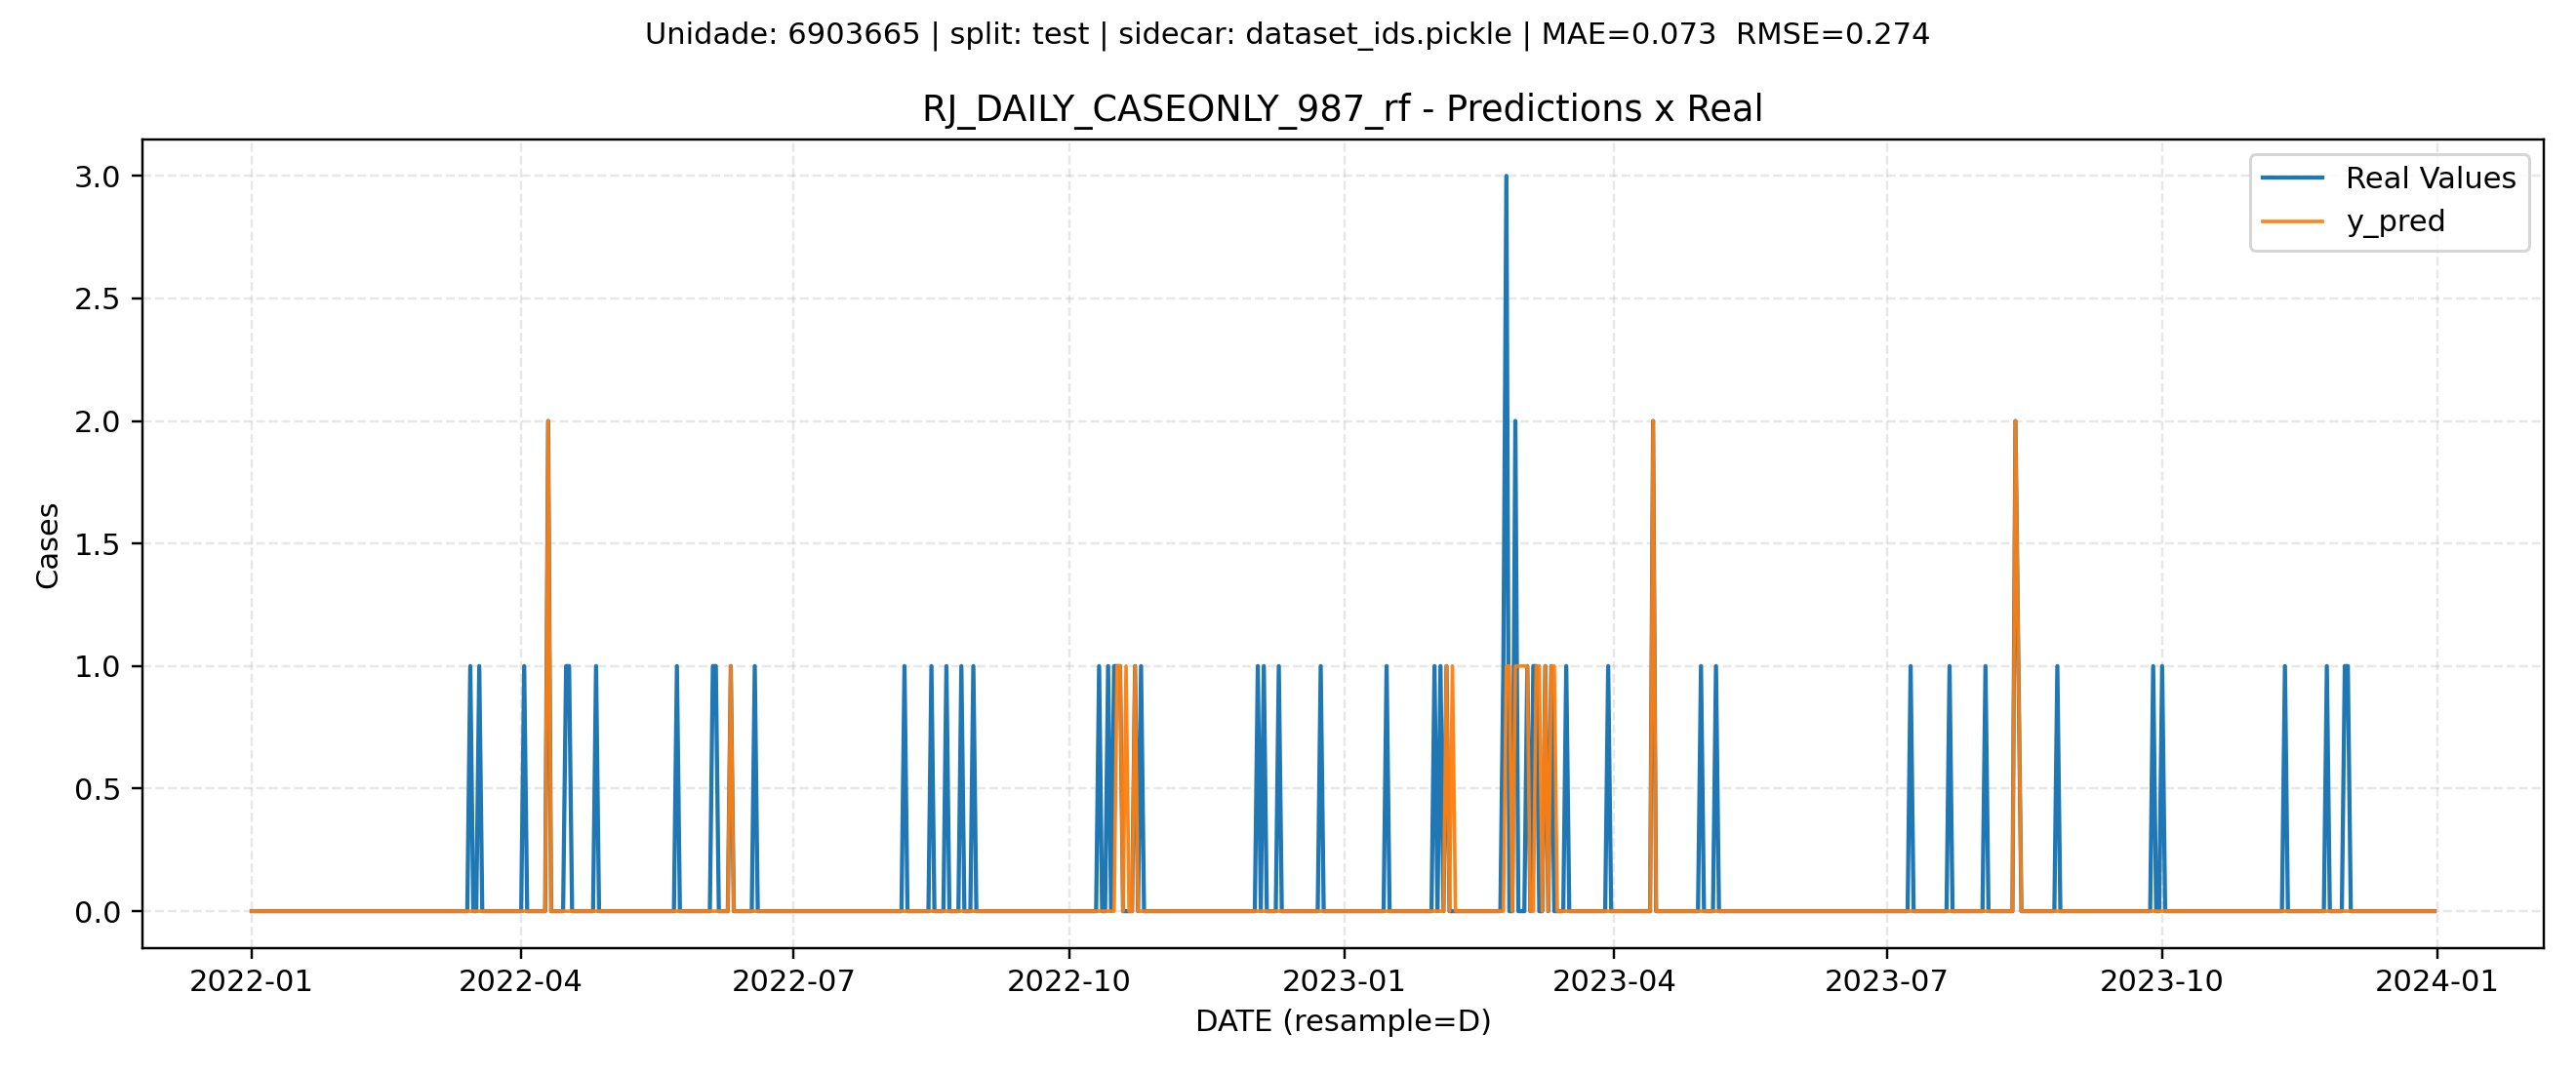 Unidade: 6903665 | split: test | sidecar: dataset_ids.pickle | MAE=0.073  RMSE=0.274
RJ_DAILY_CASEONLY_987_rf - Predictions x Real
Real Values
y_pred
3.0
2.5
2.0
1.5
1.0
0.5
0.0
Cases
2022-01 2022-04 2022-07 2022-10 2023-01 2023-04 2023-07 2023-10 2024-01
DATE (resample=D)